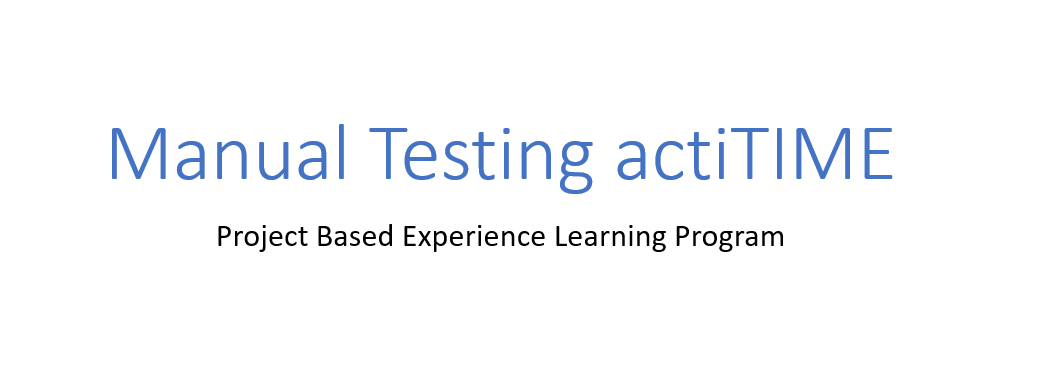 Manual Testing actiTIME
Project Based Experience Learning Program